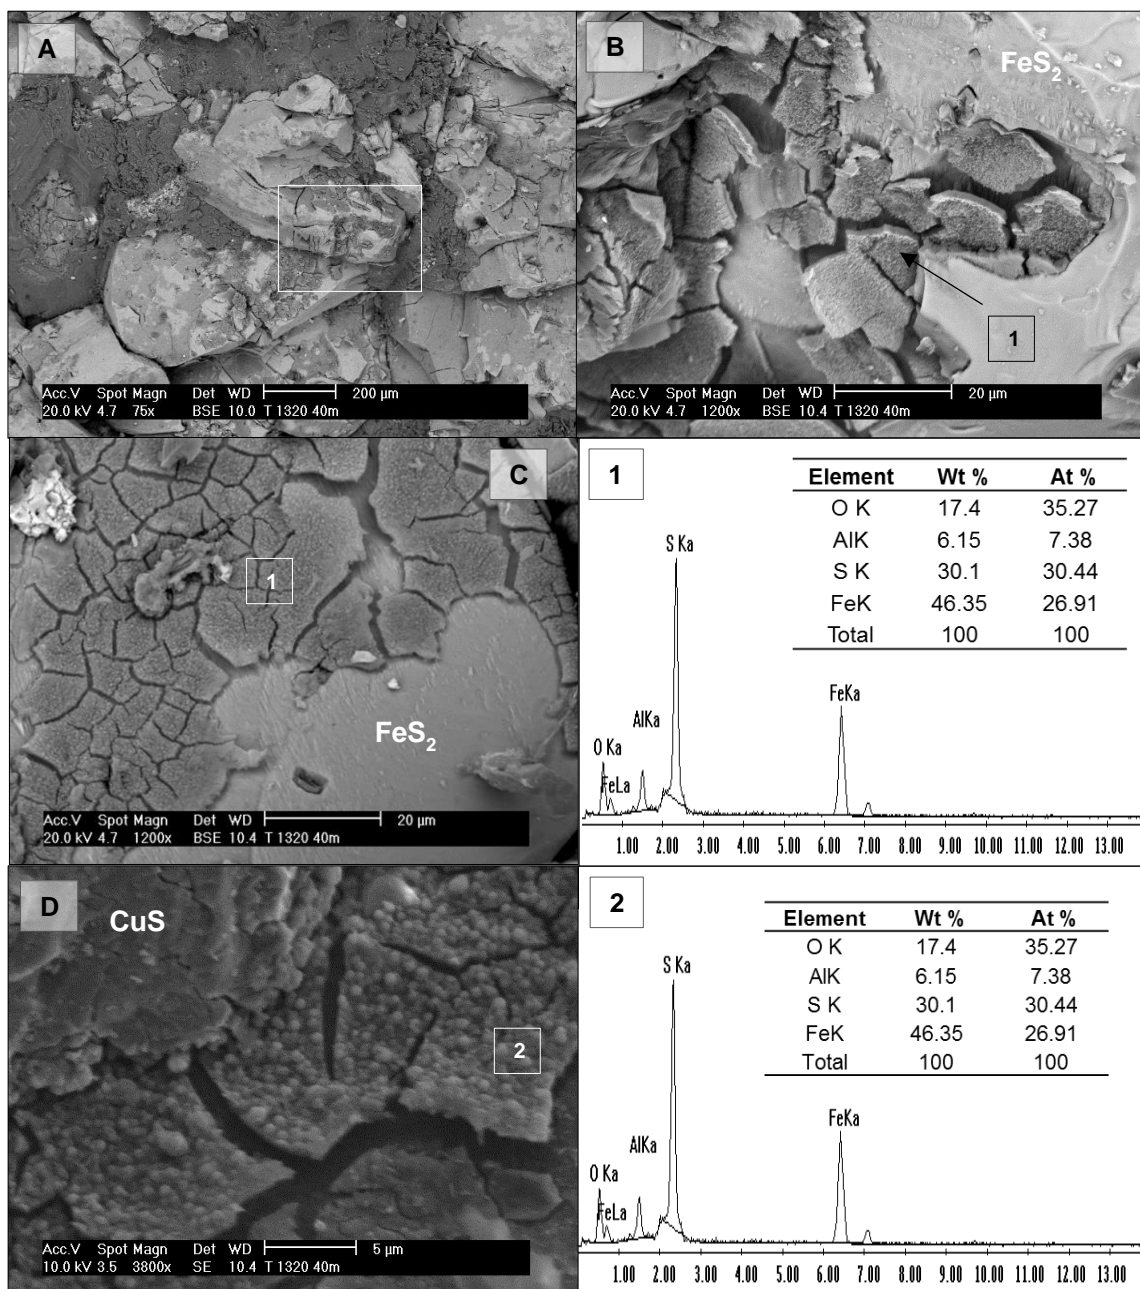 A
Acc.V Spot Magn Det WD 200 µm
20.0 kV 4.7 75x BSE 10.0 T 1320 40m
B
FeS2
1
Acc.V Spot Magn Det WD 20 µm
20.0 kV 4.7 1200x BSE 10.4 T 1320 40m
C
1
FeS2
Acc.V Spot Magn Det WD 20 µm
20.0 kV 4.7 1200x BSE 10.4 T 1320 40m
1
Element Wt % At %
O K 17.4 35.27
AlK 6.15 7.38
S K 30.1 30.44
FeK 46.35 26.91
Total 100 100
S Ka
FeKa
AlKa
O Ka
FeLa
1.00 2.00 3.00 4.00 5.00 6.00 7.00 8.00 9.00 10.00 11.00 12.00 13.00
D
CuS
2
Acc.V Spot Magn Det WD 5 µm
10.0 kV 3.5 3800x SE 10.4 T 1320 40m
2
Element Wt % At %
O K 17.4 35.27
AlK 6.15 7.38
S K 30.1 30.44
FeK 46.35 26.91
Total 100 100
S Ka
FeKa
AlKa
O Ka
FeLa
1.00 2.00 3.00 4.00 5.00 6.00 7.00 8.00 9.00 10.00 11.00 12.00 13.00